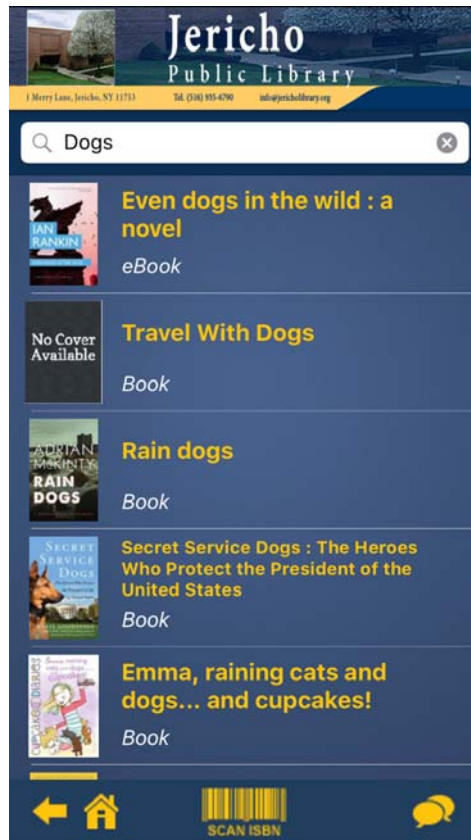 Jericho
Public Library
1 Merry Lane, Jericho, NY 11753 Tel. (516) 935-6790 info@jericholibrary.org
Dogs
IAN
RANKIN
Even dogs in the wild : a
novel
eBook
No Cover
Available
Travel With Dogs
Book
ADRIAN
MCKINTY
RAIN
DOGS
Rain dogs
Book
SECRET
SERVICE
DOGS
Secret Service Dogs : The Heroes
Who Protect the President of the
United States
Book
CUPCAKE DIARIES
Emma, raining cats and
dogs... and cupcakes!
Book
SCAN ISBN